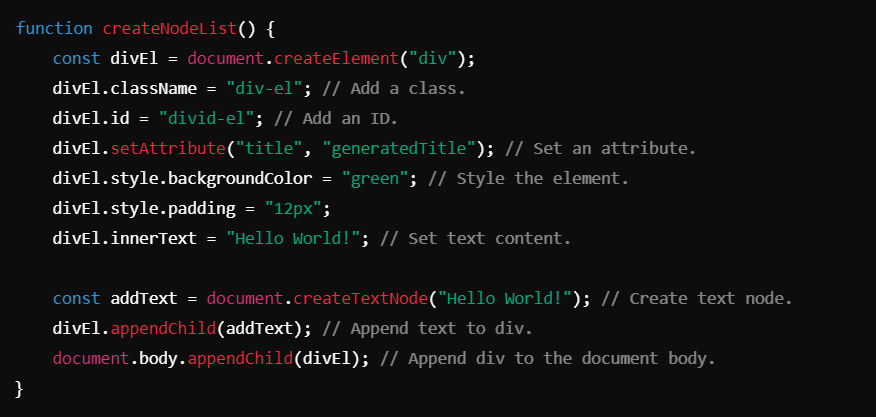 function createNodeList() {
    const divEl = document.createElement("div");
    divEl.className = "div-el"; // Add a class.
    divEl.id = "divid-el"; // Add an ID.
    divEl.setAttribute("title", "generatedTitle"); // Set an attribute.
    divEl.style.backgroundColor = "green"; // Style the element.
    divEl.style.padding = "12px";
    divEl.innerText = "Hello World!"; // Set text content.

    const addText = document.createTextNode("Hello World!"); // Create text node.
    divEl.appendChild(addText); // Append text to div.
    document.body.appendChild(divEl); // Append div to the document body.
}